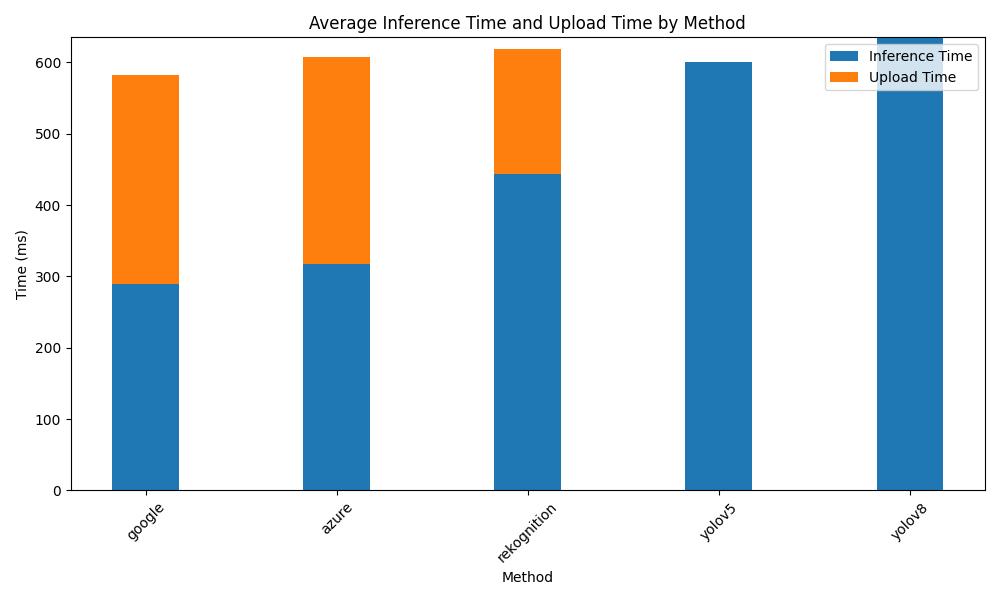 Average Inference Time and Upload Time by Method
Inference Time
Upload Time
Time (ms)
600
500
400
300
200
100
0
google
azure
rekognition
yolov5
yolov8
Method